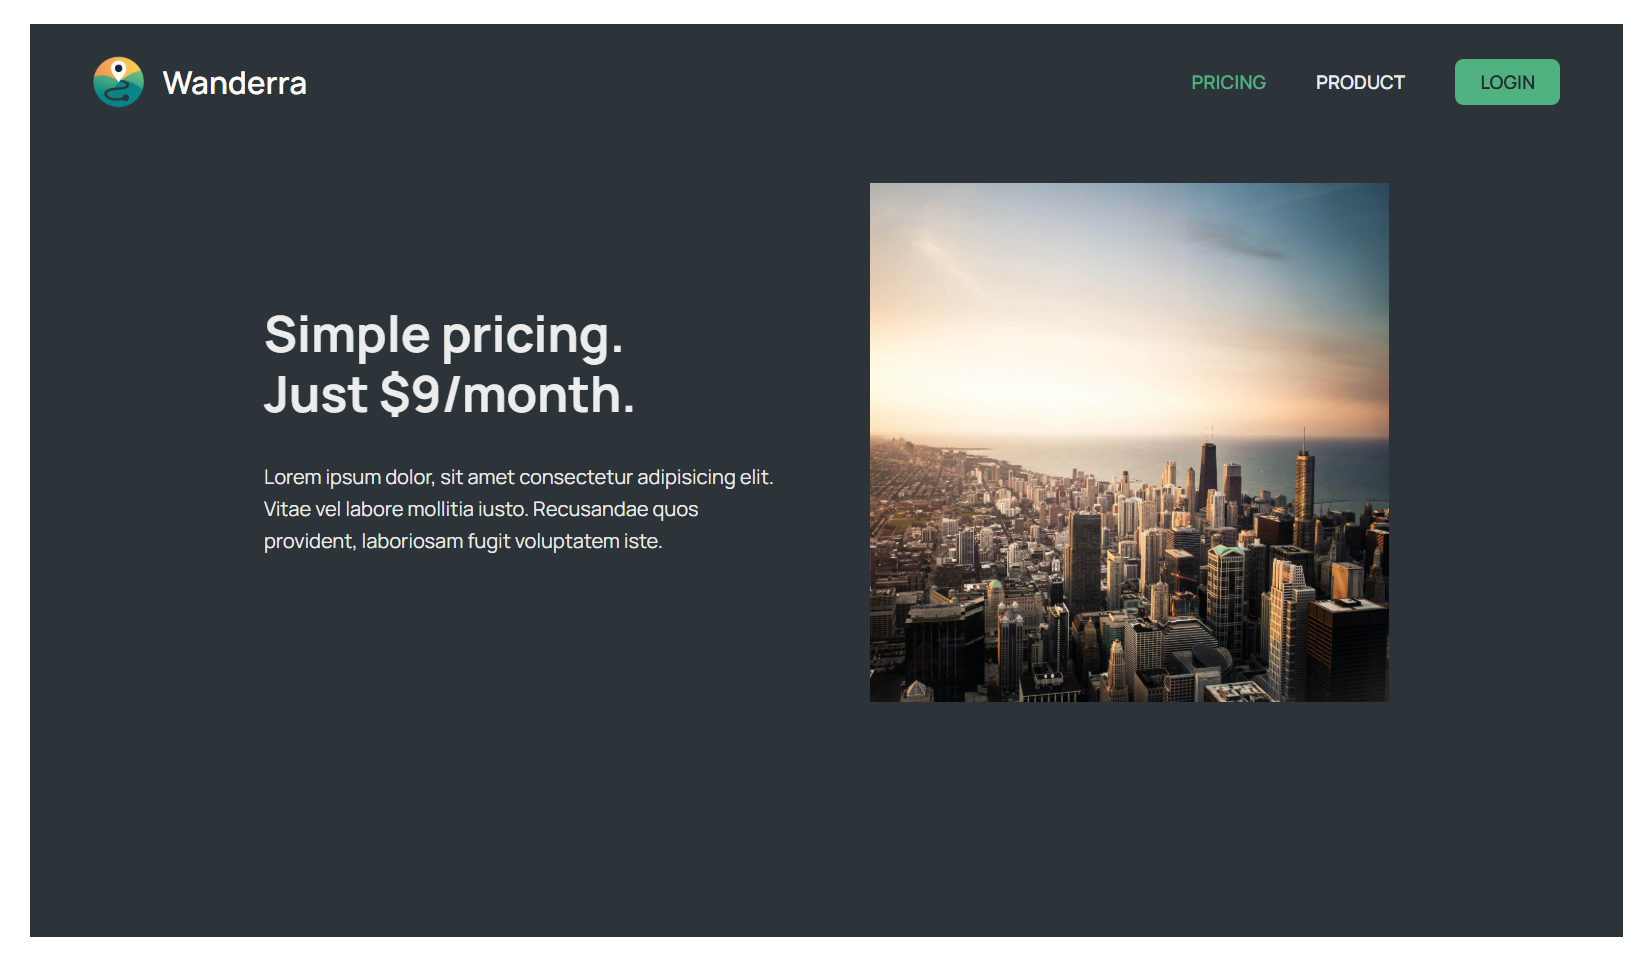 Wanderra
PRICING
PRODUCT
LOGIN
Simple pricing.
Just $9/month.
Lorem ipsum dolor, sit amet consectetur adipisicing elit.
Vitae vel labore mollitia iusto. Recusandae quos
provident, laboriosam fugit voluptatem iste.